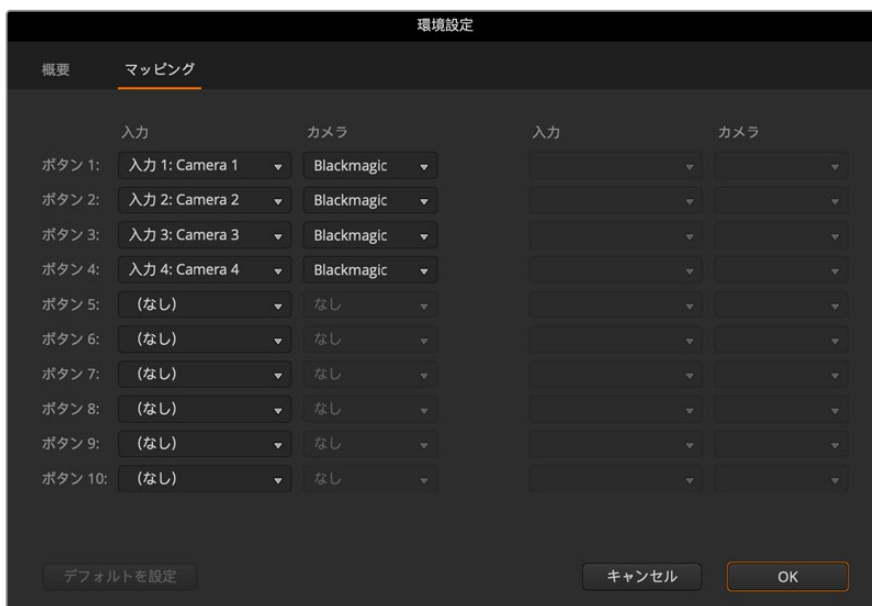 環境設定
概要 マッピング
入力 カメラ 入力 カメラ
ボタン 1: 入力 1: Camera 1 Blackmagic
ボタン 2: 入力 2: Camera 2 Blackmagic
ボタン 3: 入力 3: Camera 3 Blackmagic
ボタン 4: 入力 4: Camera 4 Blackmagic
ボタン 5: (なし) なし
ボタン 6: (なし) なし
ボタン 7: (なし) なし
ボタン 8: (なし) なし
ボタン 9: (なし) なし
ボタン 10: (なし) なし
デフォルトを設定 キャンセル OK